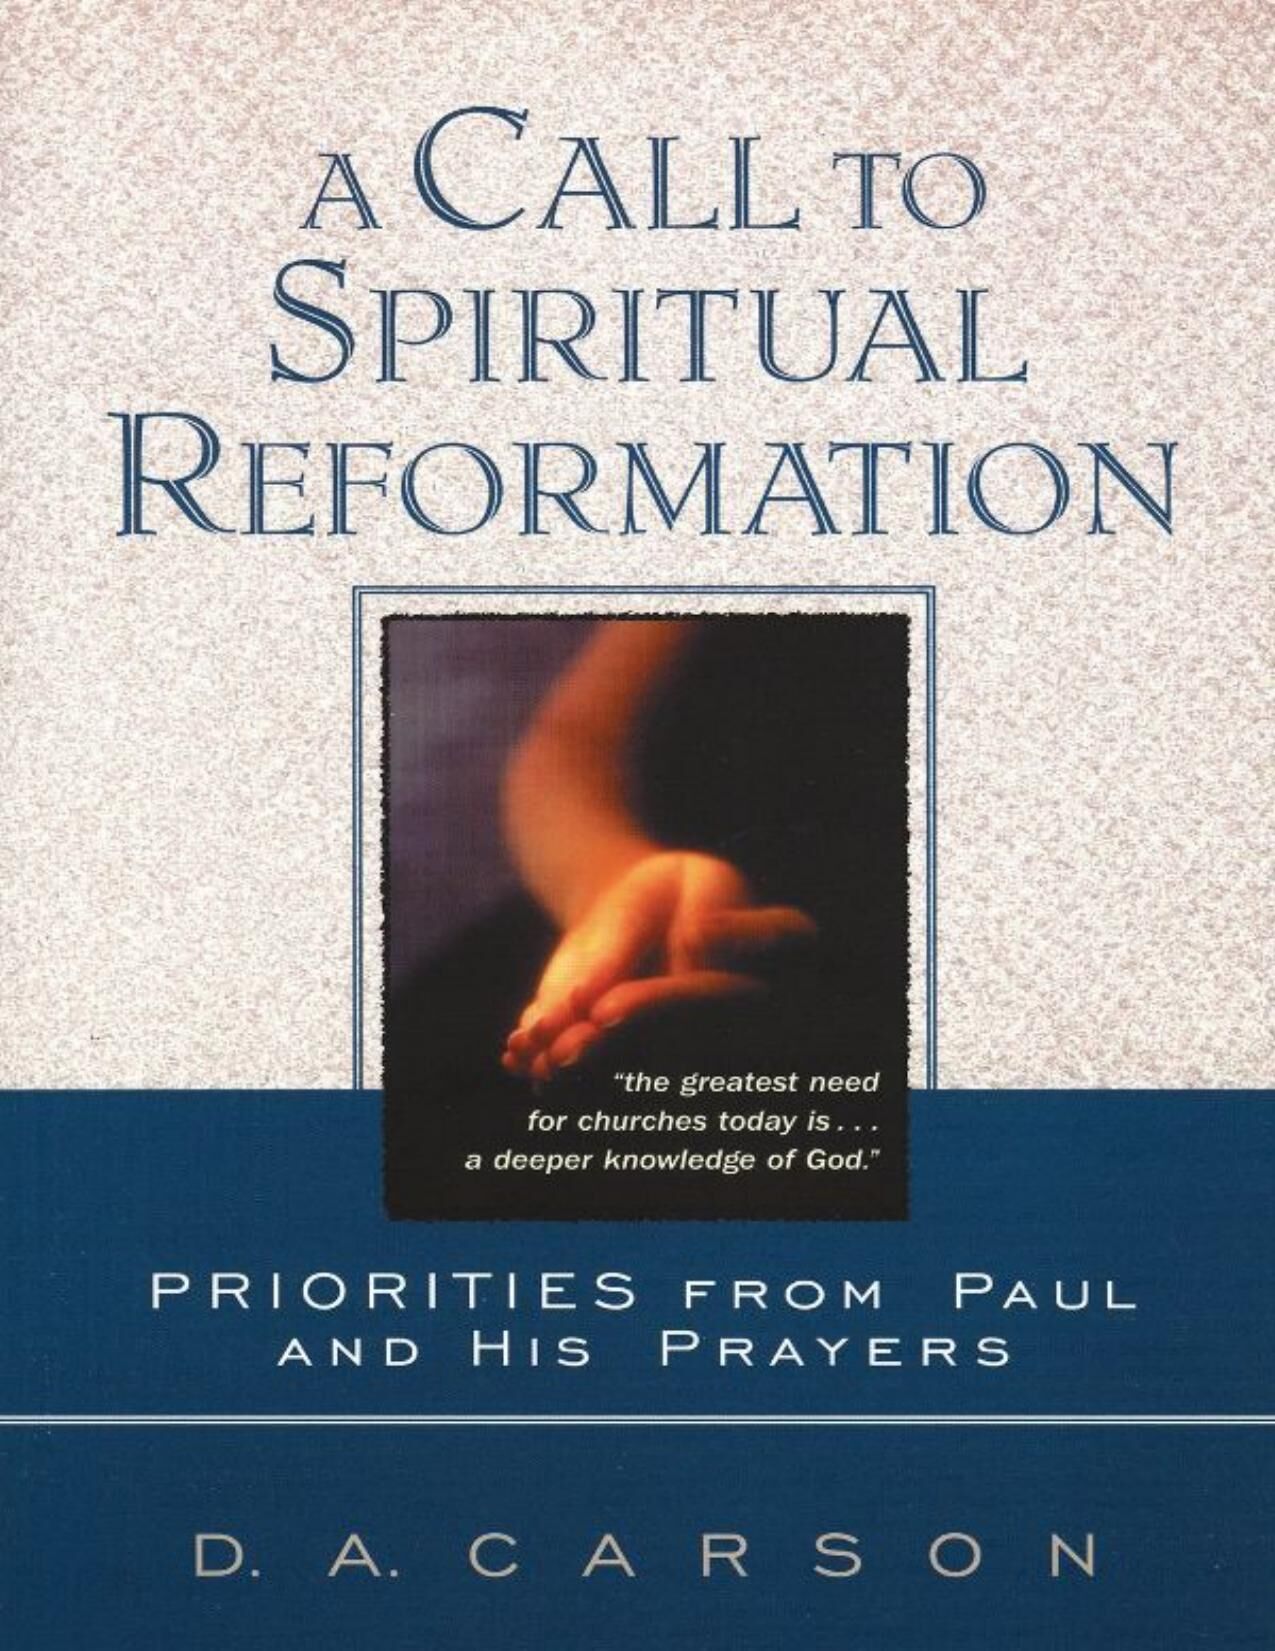 A CALL TO
SPIRITUAL
REFORMATION
"the greatest need
for churches today is . . .
a deeper knowledge of God."
PRIORITIES FROM PAUL
AND HIS PRAYERS
D. A. CARSON